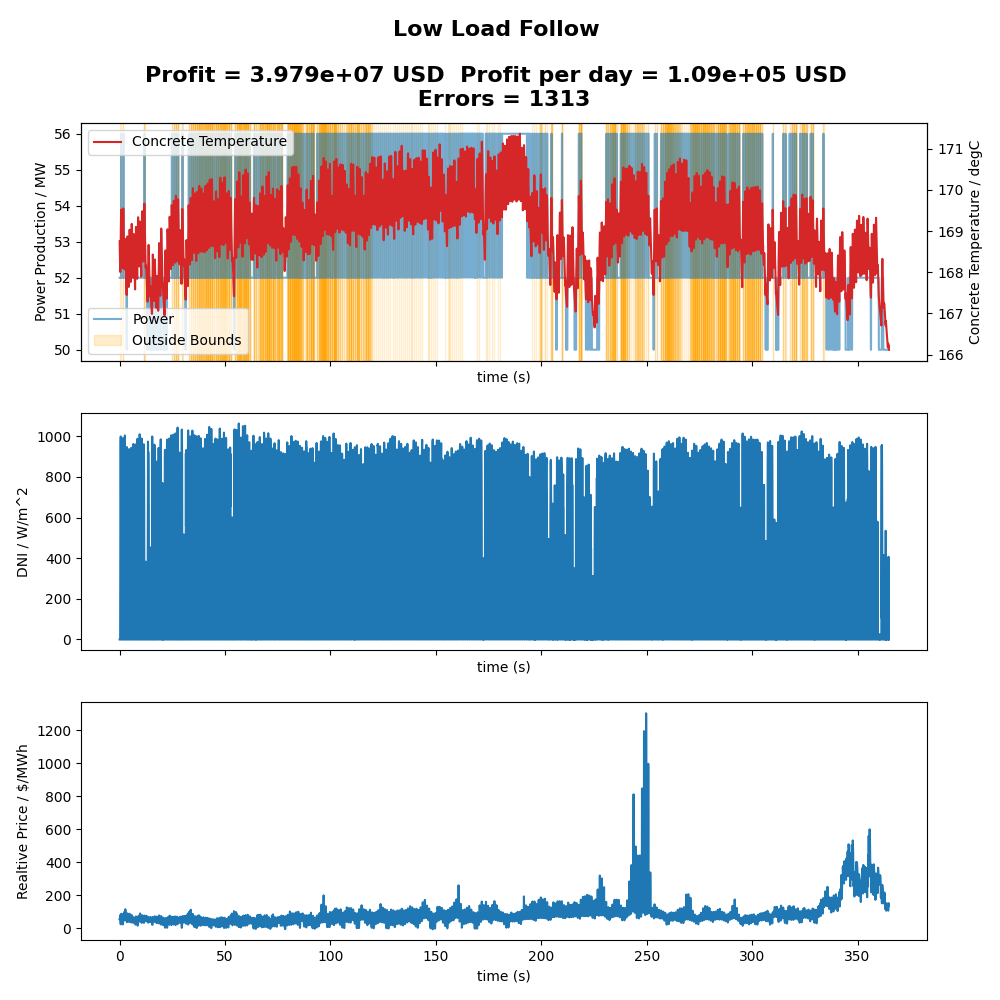 Low Load Follow
Profit = 3.979e+07 USD  Profit per day = 1.09e+05 USD
Errors = 1313
56
55
54
53
52
51
50
Power Production / MW
Concrete Temperature
Power
Outside Bounds
171
170
169
168
167
166
Concrete Temperature / degC
time (s)
1000
800
600
400
200
0
DNI / W/m^2
time (s)
1200
1000
800
600
400
200
0
Realtive Price / $/MWh
0 50 100 150 200 250 300 350
time (s)